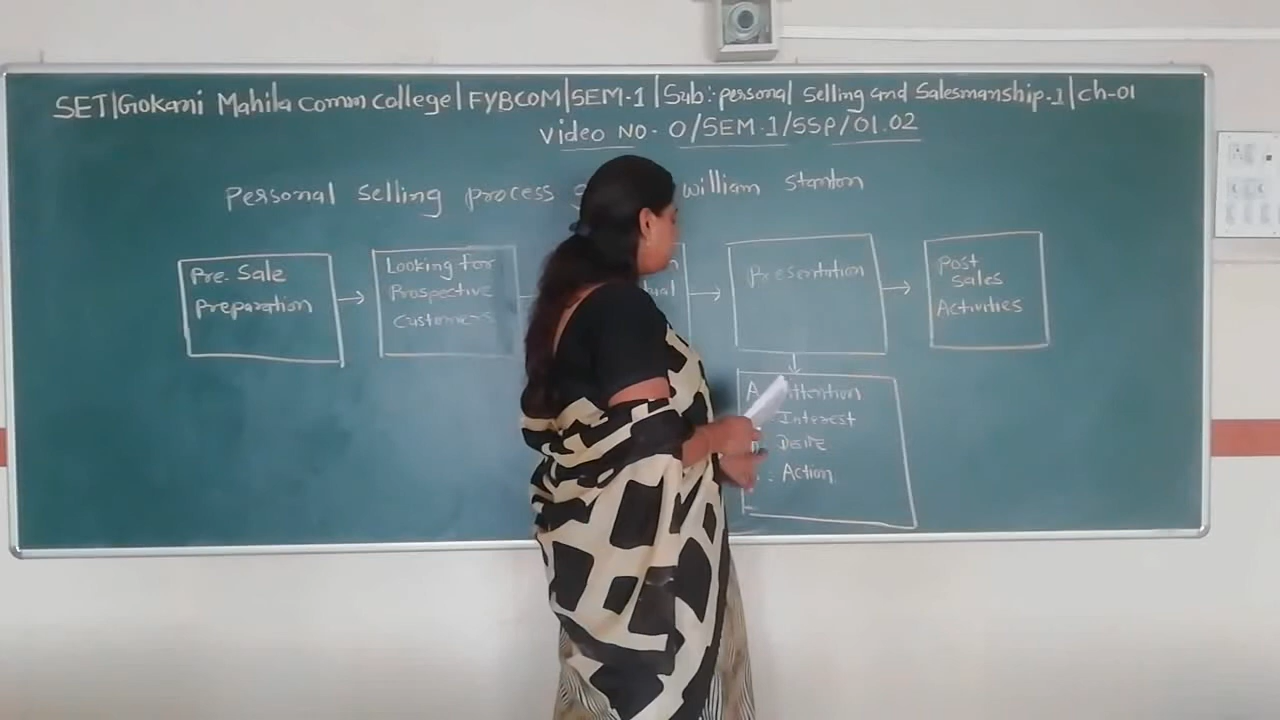 SET|Gokani Mahila Comm College|FYBCOM|SEM-1|Sub:-personal selling and Salesmanship-1|ch-01
Video NO- 0/SEM-1/SSP/01.02
Personal selling process william Stanton
Pre-Sale
Preparation
Looking for
Prospective
Customers
Presentation
Post
Sales
Activities
A Attention
Interest
Desire
: Action